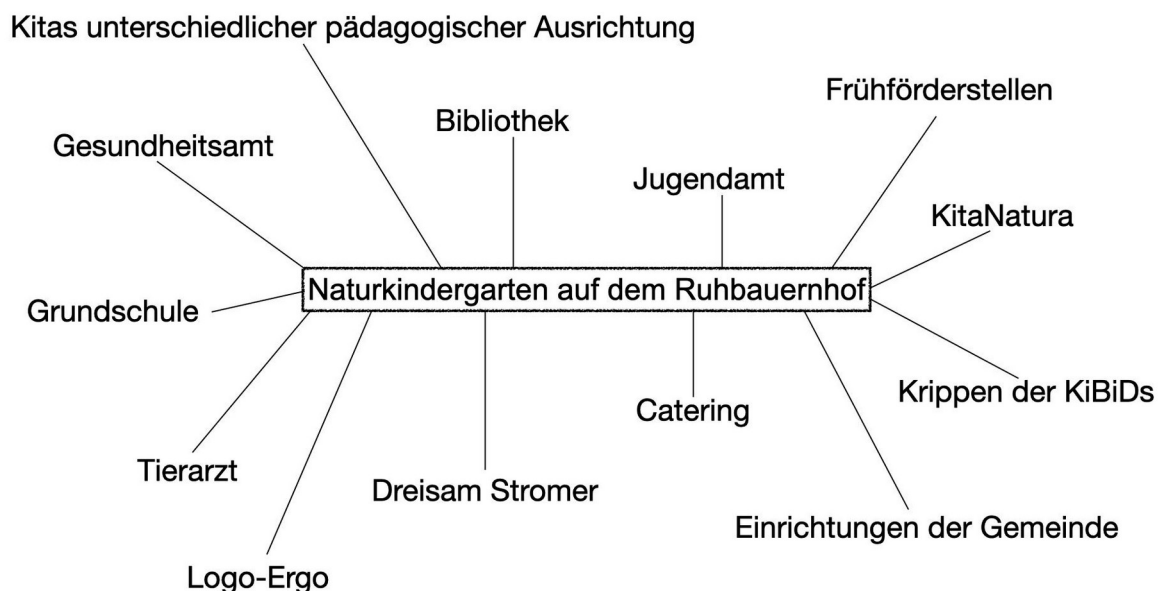 Kitas unterschiedlicher pädagogischer Ausrichtung
Frühförderstellen
Bibliothek
Gesundheitsamt
Jugendamt
KitaNatura
Naturkindergarten auf dem Ruhbauernhof
Grundschule
Krippen der KiBiDs
Catering
Tierarzt
Dreisam Stromer
Einrichtungen der Gemeinde
Logo-Ergo